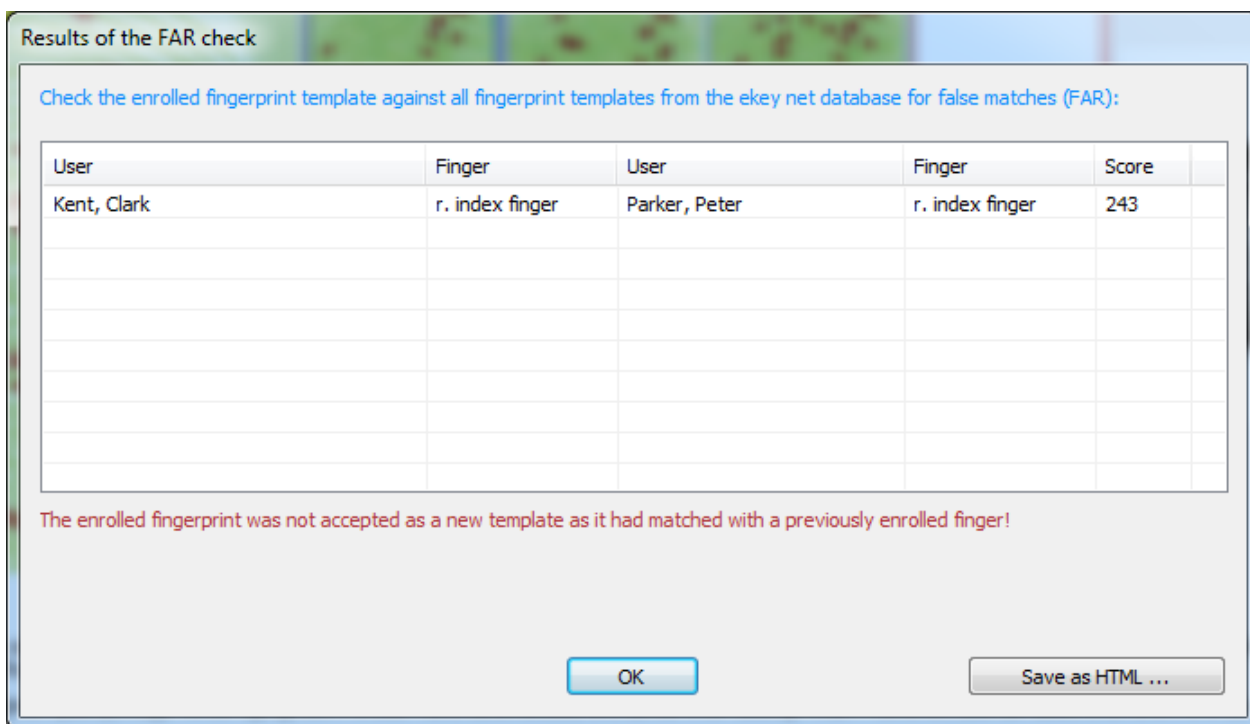 Results of the FAR check
Check the enrolled fingerprint template against all fingerprint templates from the ekey net database for false matches (FAR):
User Finger User Finger Score
Kent, Clark r. index finger Parker, Peter r. index finger 243
The enrolled fingerprint was not accepted as a new template as it had matched with a previously enrolled finger!
OK Save as HTML ...